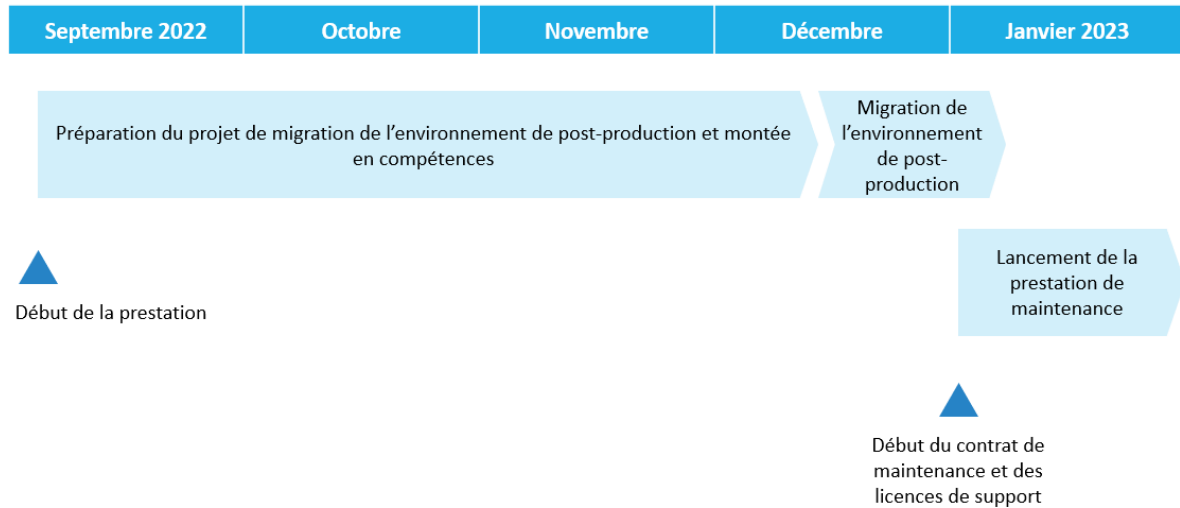 Septembre 2022
Octobre
Novembre
Décembre
Janvier 2023
Préparation du projet de migration de l’environnement de post-production et montée
en compétences
Migration de
l’environnement
de post-
production
Lancement de la
prestation de
maintenance
Début de la prestation
Début du contrat de
maintenance et des
licences de support